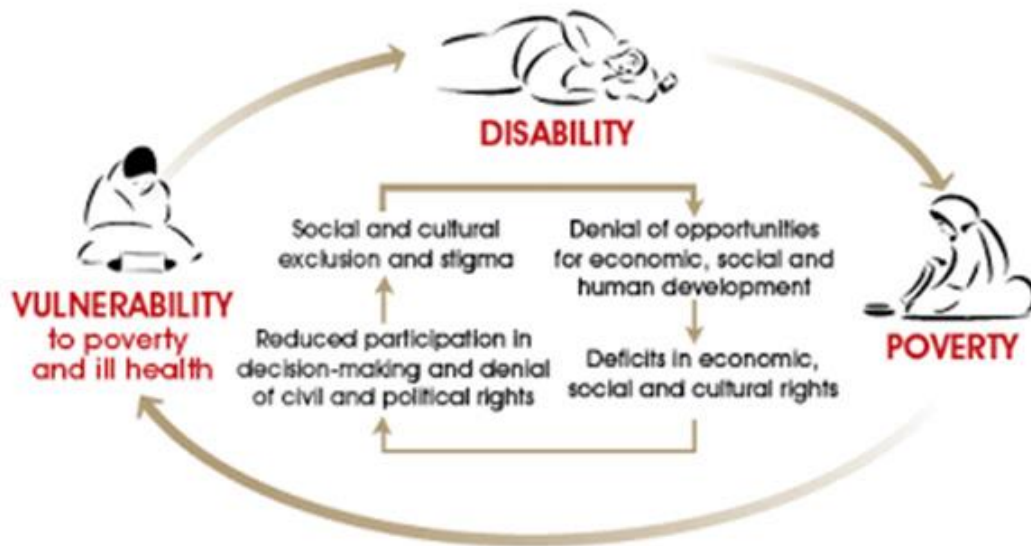 DISABILITY
Social and cultural
exclusion and stigma
Denial of opportunities
for economic, social and
human development
VULNERABILITY
to poverty
and ill health
Reduced participation in
decision-making and denial
of civil and political rights
Deficits in economic,
social and cultural rights
POVERTY